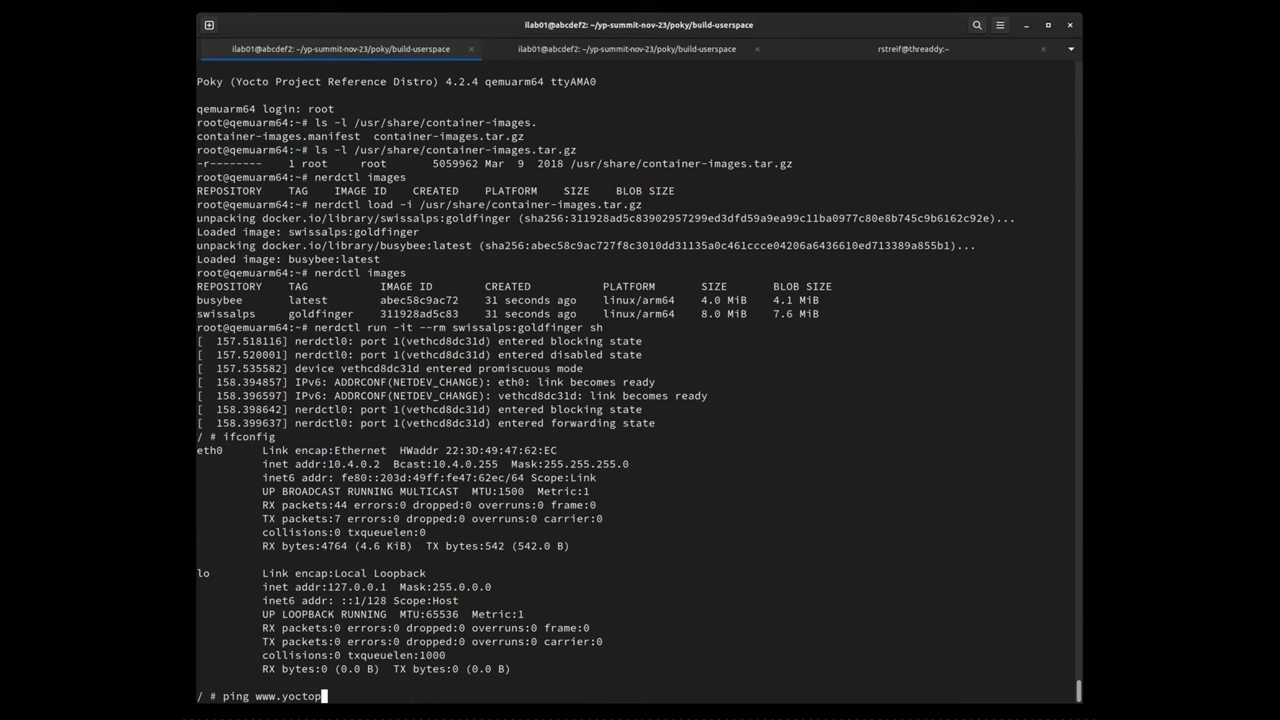 ilab01@abcdef2: ~/yp-summit-nov-23/poky/build-userspace
ilab01@abcdef2: ~/yp-summit-nov-23/poky/build-userspace × ilab01@abcdef2: ~/yp-summit-nov-23/poky/build-userspace × rstreif@threaddy:~ ×
Poky (Yocto Project Reference Distro) 4.2.4 qemuarm64 ttyAMA0
qemuarm64 login: root
root@qemuarm64:~# ls -l /usr/share/container-images.
container-images.manifest  container-images.tar.gz
root@qemuarm64:~# ls -l /usr/share/container-images.tar.gz
-r--------    1 root     root       5059962 Mar  9  2018 /usr/share/container-images.tar.gz
root@qemuarm64:~# nerdctl images
REPOSITORY    TAG    IMAGE ID    CREATED    PLATFORM    SIZE    BLOB SIZE
root@qemuarm64:~# nerdctl load -i /usr/share/container-images.tar.gz
unpacking docker.io/library/swissalps:goldfinger (sha256:311928ad5c83902957299ed3dfd59a9ea99c11ba0977c80e8b745c9b6162c92e)...
Loaded image: swissalps:goldfinger
unpacking docker.io/library/busybee:latest (sha256:abec58c9ac727f8c3010dd31135a0c461ccce04206a6436610ed713389a855b1)...
Loaded image: busybee:latest
root@qemuarm64:~# nerdctl images
REPOSITORY    TAG           IMAGE ID        CREATED           PLATFORM       SIZE       BLOB SIZE
busybee       latest        abec58c9ac72    31 seconds ago    linux/arm64    4.0 MiB    4.1 MiB
swissalps     goldfinger    311928ad5c83    31 seconds ago    linux/arm64    8.0 MiB    7.6 MiB
root@qemuarm64:~# nerdctl run -it --rm swissalps:goldfinger sh
[  157.518116] nerdctl0: port 1(vethcd8dc31d) entered blocking state
[  157.520001] nerdctl0: port 1(vethcd8dc31d) entered disabled state
[  157.535582] device vethcd8dc31d entered promiscuous mode
[  158.394857] IPv6: ADDRCONF(NETDEV_CHANGE): eth0: link becomes ready
[  158.396597] IPv6: ADDRCONF(NETDEV_CHANGE): vethcd8dc31d: link becomes ready
[  158.398642] nerdctl0: port 1(vethcd8dc31d) entered blocking state
[  158.399637] nerdctl0: port 1(vethcd8dc31d) entered forwarding state
/ # ifconfig
eth0      Link encap:Ethernet  HWaddr 22:3D:49:47:62:EC
          inet addr:10.4.0.2  Bcast:10.4.0.255  Mask:255.255.255.0
          inet6 addr: fe80::203d:49ff:fe47:62ec/64 Scope:Link
          UP BROADCAST RUNNING MULTICAST  MTU:1500  Metric:1
          RX packets:44 errors:0 dropped:0 overruns:0 frame:0
          TX packets:7 errors:0 dropped:0 overruns:0 carrier:0
          collisions:0 txqueuelen:0
          RX bytes:4764 (4.6 KiB)  TX bytes:542 (542.0 B)
lo        Link encap:Local Loopback
          inet addr:127.0.0.1  Mask:255.0.0.0
          inet6 addr: ::1/128 Scope:Host
          UP LOOPBACK RUNNING  MTU:65536  Metric:1
          RX packets:0 errors:0 dropped:0 overruns:0 frame:0
          TX packets:0 errors:0 dropped:0 overruns:0 carrier:0
          collisions:0 txqueuelen:1000
          RX bytes:0 (0.0 B)  TX bytes:0 (0.0 B)
/ # ping www.yoctop